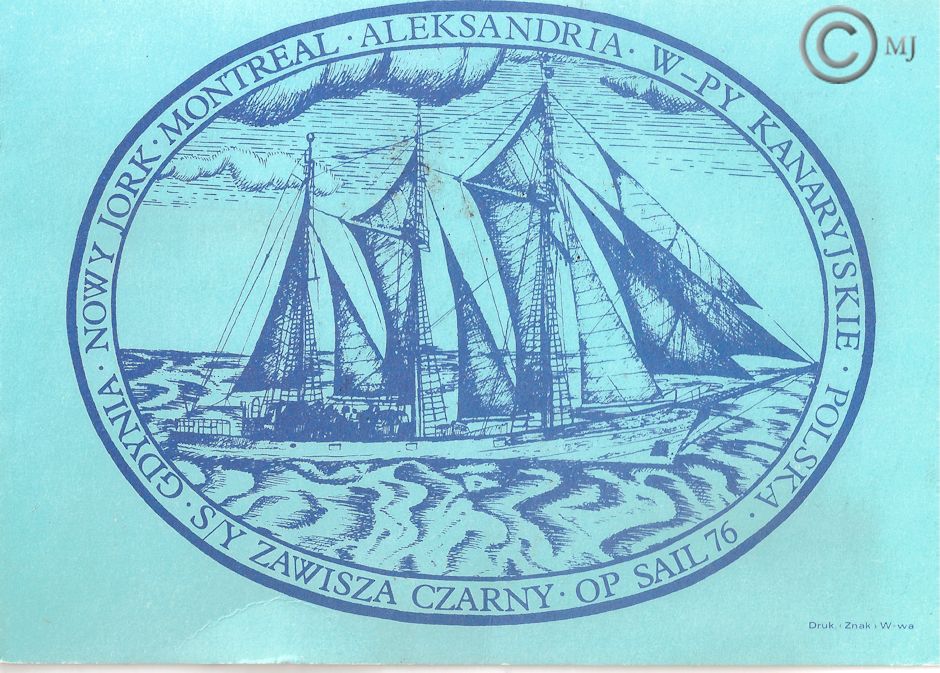 GDYNIA · NOWY JORK · MONTREAL · ALEKSANDRIA · W–PY KANARYJSKIE · POLSKA ·
S/Y ZAWISZA CZARNY · OP SAIL 76 ·
© MJ
Druk „Znak” W-wa